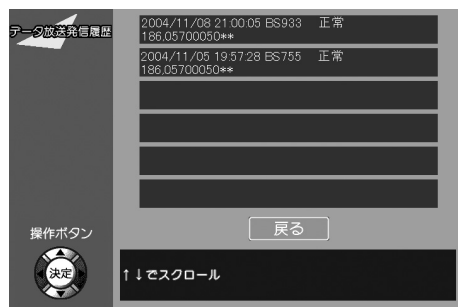 データ放送発信履歴
2004/11/08 21:00:05 BS933 正常
186,05700050**
2004/11/05 19:57:28 BS755 正常
186,05700050**
戻る
操作ボタン
決定
↑↓でスクロール